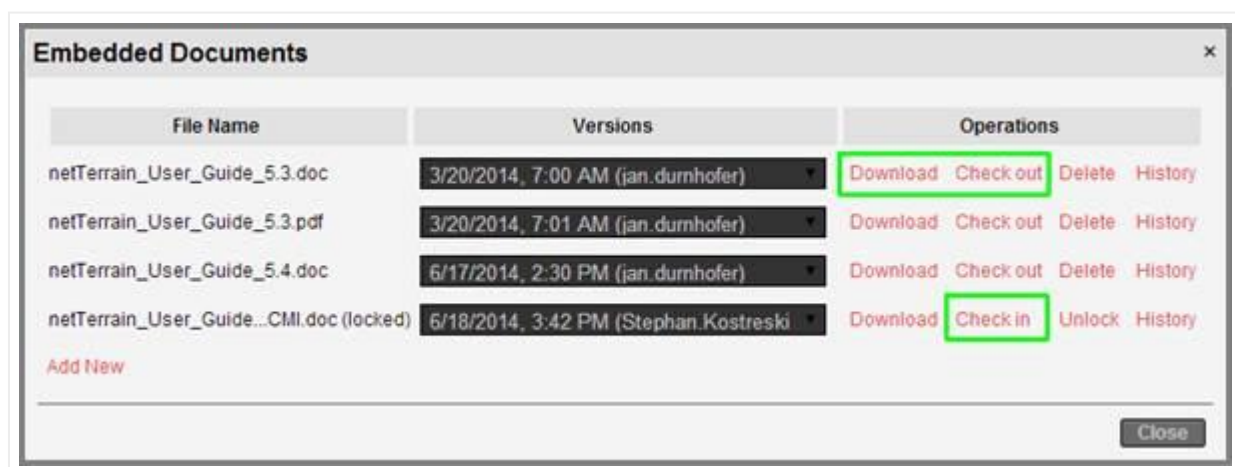 Embedded Documents ×
File Name Versions Operations
netTerrain_User_Guide_5.3.doc 3/20/2014, 7:00 AM (jan.durnhofer) Download Check out Delete History
netTerrain_User_Guide_5.3.pdf 3/20/2014, 7:01 AM (jan.durnhofer) Download Check out Delete History
netTerrain_User_Guide_5.4.doc 6/17/2014, 2:30 PM (jan.durnhofer) Download Check out Delete History
netTerrain_User_Guide...CMI.doc (locked) 6/18/2014, 3:42 PM (Stephan.Kostreski Download Check in Unlock History
Add New
Close